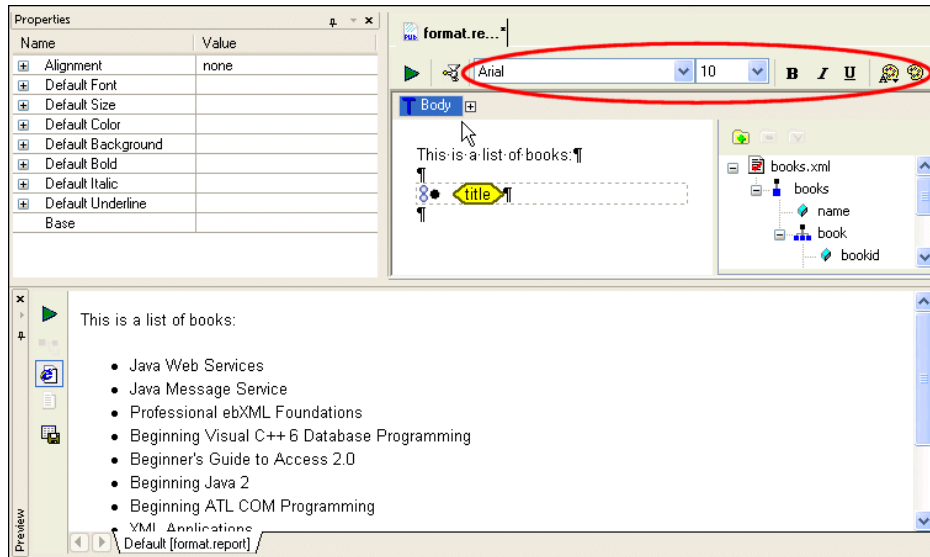 Properties
Name Value
Alignment none
Default Font
Default Size
Default Color
Default Background
Default Bold
Default Italic
Default Underline
Base
format.re...*
Arial 10 B I U
T Body
This·is·a·list·of·books:¶
¶
title ¶
¶
books.xml
books
name
book
bookid
This is a list of books:
• Java Web Services
• Java Message Service
• Professional ebXML Foundations
• Beginning Visual C++ 6 Database Programming
• Beginner's Guide to Access 2.0
• Beginning Java 2
• Beginning ATL COM Programming
• XML Applications
Preview
Default [format.report]